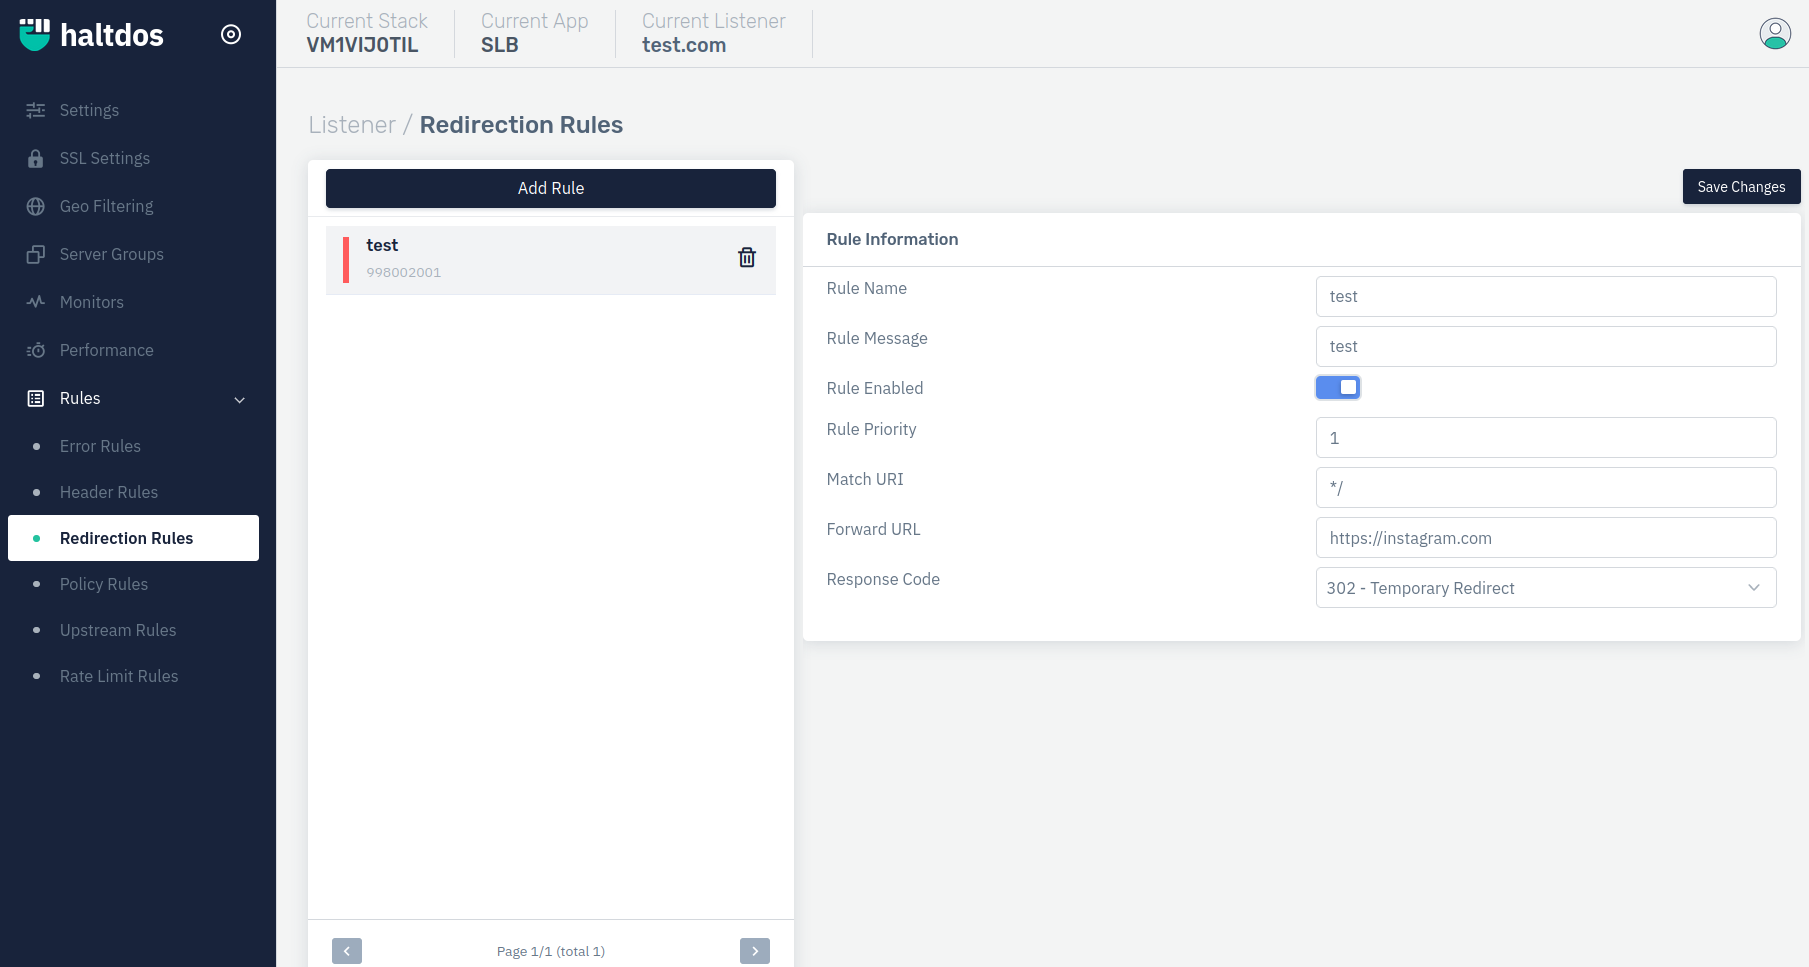 haltdos
Settings
SSL Settings
Geo Filtering
Server Groups
Monitors
Performance
Rules
Error Rules
Header Rules
Redirection Rules
Policy Rules
Upstream Rules
Rate Limit Rules
Current Stack
VM1VIJ0TIL
Current App
SLB
Current Listener
test.com
Listener / Redirection Rules
Add Rule
test
998002001
Page 1/1 (total 1)
Save Changes
Rule Information
Rule Name
test
Rule Message
test
Rule Enabled
Rule Priority
1
Match URI
*/
Forward URL
https://instagram.com
Response Code
302 - Temporary Redirect